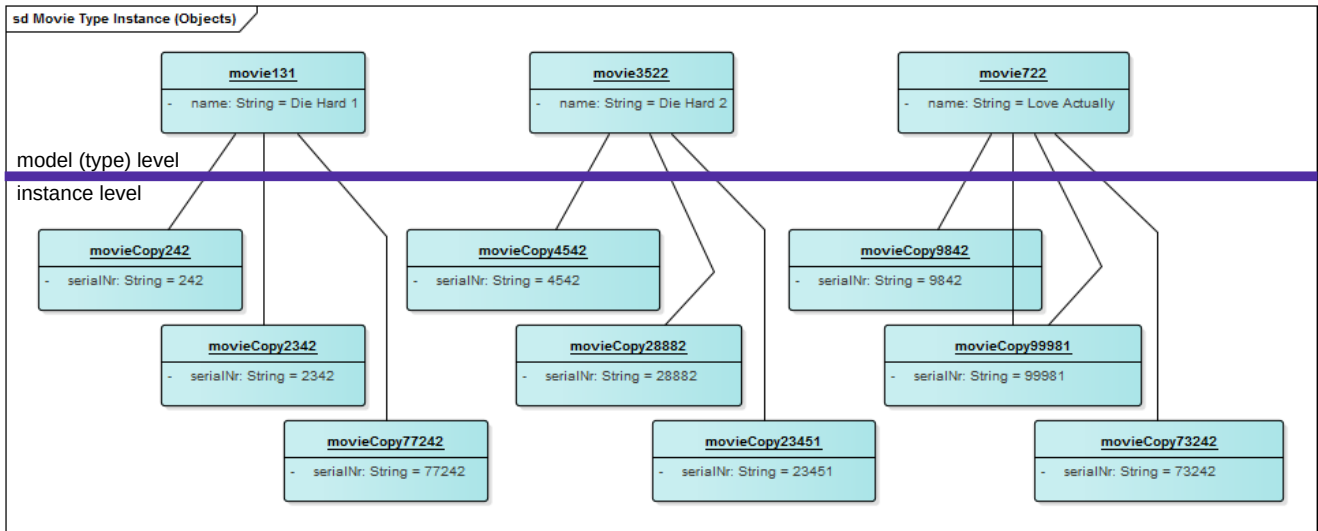 sd Movie Type Instance (Objects)
movie131
- name: String = Die Hard 1
movie3522
- name: String = Die Hard 2
movie722
- name: String = Love Actually
model (type) level
instance level
movieCopy242
- serialNr: String = 242
movieCopy4542
- serialNr: String = 4542
movieCopy9842
- serialNr: String = 9842
movieCopy2342
- serialNr: String = 2342
movieCopy28882
- serialNr: String = 28882
movieCopy99981
- serialNr: String = 99981
movieCopy77242
- serialNr: String = 77242
movieCopy23451
- serialNr: String = 23451
movieCopy73242
- serialNr: String = 73242